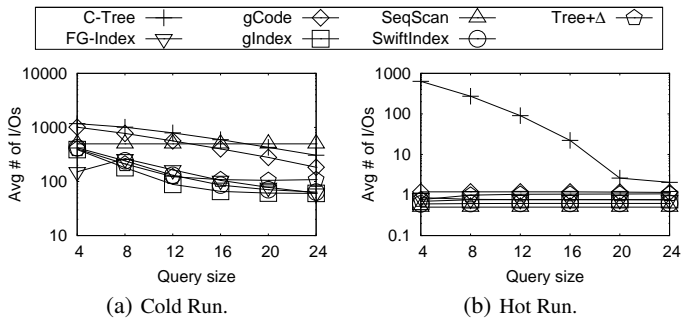 C-Tree gCode SeqScan Tree+Δ
FG-Index gIndex SwiftIndex
10000
1000
100
10
Avg # of I/Os
4 8 12 16 20 24
Query size
(a) Cold Run.
1000
100
10
1
0.1
Avg # of I/Os
4 8 12 16 20 24
Query size
(b) Hot Run.